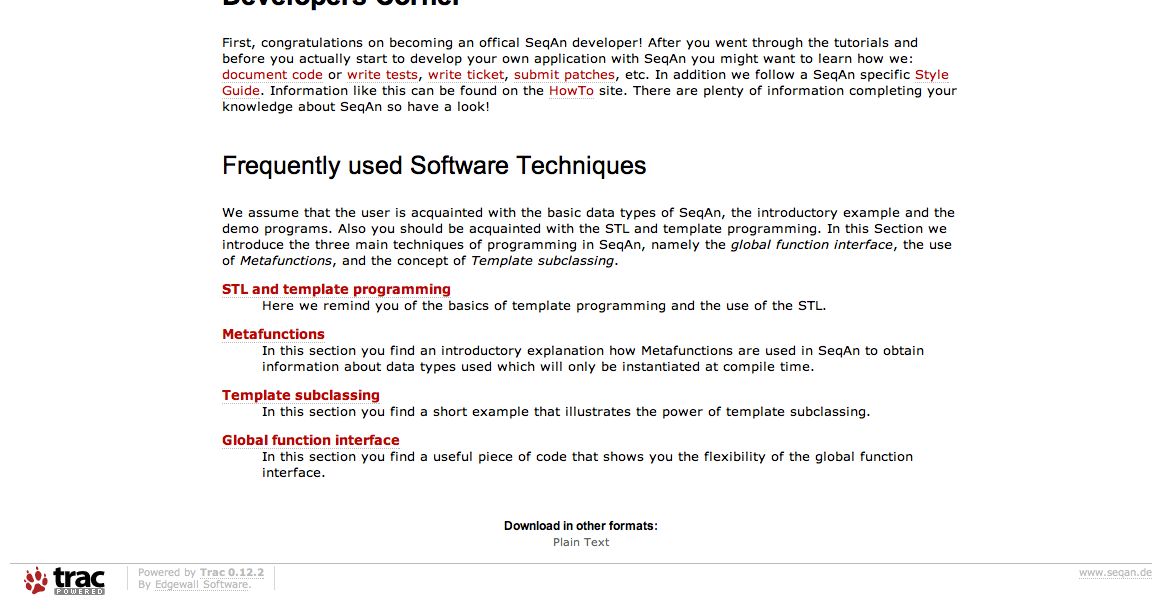 Developers Corner
First, congratulations on becoming an offical SeqAn developer! After you went through the tutorials and
before you actually start to develop your own application with SeqAn you might want to learn how we:
document code or write tests, write ticket, submit patches, etc. In addition we follow a SeqAn specific Style
Guide. Information like this can be found on the HowTo site. There are plenty of information completing your
knowledge about SeqAn so have a look!
Frequently used Software Techniques
We assume that the user is acquainted with the basic data types of SeqAn, the introductory example and the
demo programs. Also you should be acquainted with the STL and template programming. In this Section we
introduce the three main techniques of programming in SeqAn, namely the global function interface, the use
of Metafunctions, and the concept of Template subclassing.
STL and template programming
Here we remind you of the basics of template programming and the use of the STL.
Metafunctions
In this section you find an introductory explanation how Metafunctions are used in SeqAn to obtain
information about data types used which will only be instantiated at compile time.
Template subclassing
In this section you find a short example that illustrates the power of template subclassing.
Global function interface
In this section you find a useful piece of code that shows you the flexibility of the global function
interface.
Download in other formats:
Plain Text
trac
POWERED
Powered by Trac 0.12.2
By Edgewall Software.
www.seqan.de